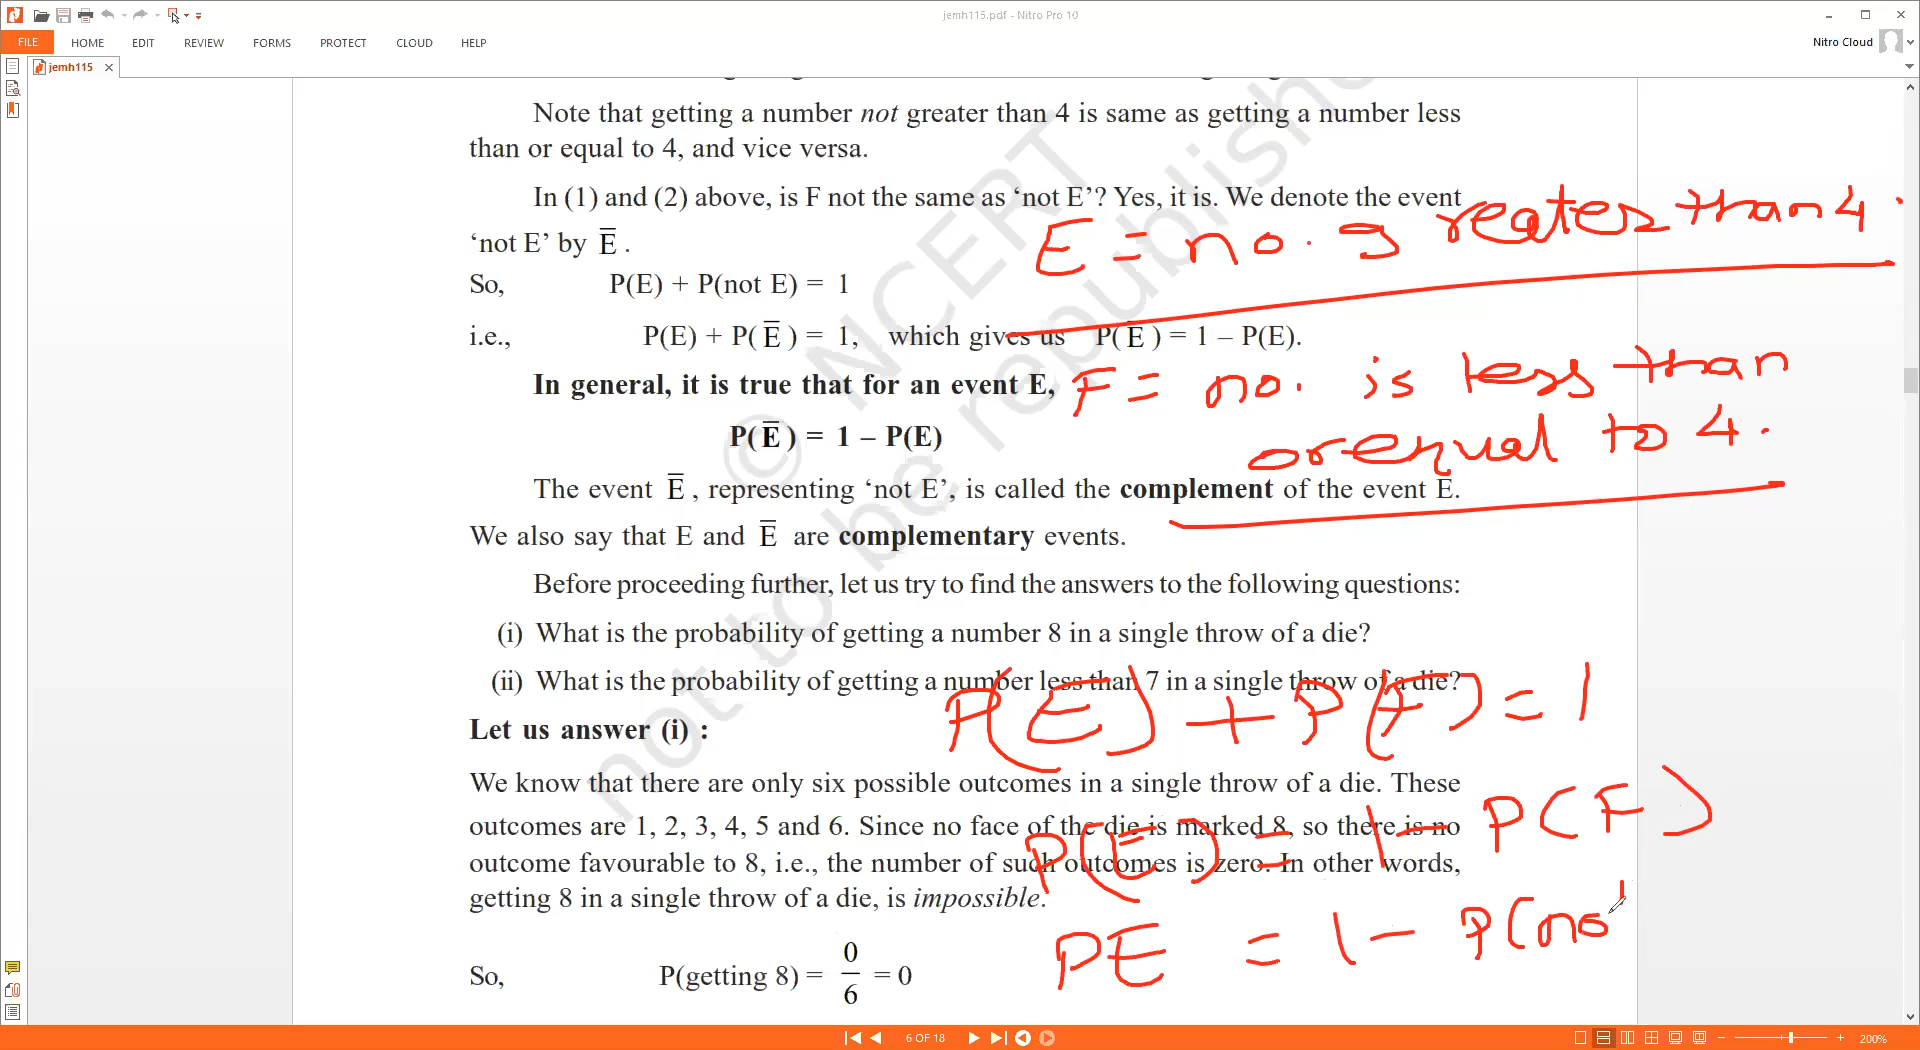 jemh115.pdf - Nitro Pro 10
FILE HOME EDIT REVIEW FORMS PROTECT CLOUD HELP
Nitro Cloud
jemh115
Note that getting a number not greater than 4 is same as getting a number less
than or equal to 4, and vice versa.
In (1) and (2) above, is F not the same as ‘not E’? Yes, it is. We denote the event
‘not E’ by E̅ .
E = no. greater than 4.
So, P(E) + P(not E) = 1
i.e., P(E) + P( E̅ ) = 1, which gives us P( E̅ ) = 1 – P(E).
In general, it is true that for an event E,
F = no. is less than
or equal to 4.
P( E̅ ) = 1 – P(E)
The event E̅ , representing ‘not E’, is called the complement of the event E.
We also say that E and E̅ are complementary events.
Before proceeding further, let us try to find the answers to the following questions:
(i) What is the probability of getting a number 8 in a single throw of a die?
(ii) What is the probability of getting a number less than 7 in a single throw of a die?
P(E) + P(F) = 1
Let us answer (i) :
We know that there are only six possible outcomes in a single throw of a die. These
outcomes are 1, 2, 3, 4, 5 and 6. Since no face of the die is marked 8, so there is no
P(E) = 1 - P(F)
outcome favourable to 8, i.e., the number of such outcomes is zero. In other words,
getting 8 in a single throw of a die, is impossible.
PE = 1 - P(no
So, P(getting 8) = 0/6 = 0
© NCERT
not to be republishe
6 OF 18
200%